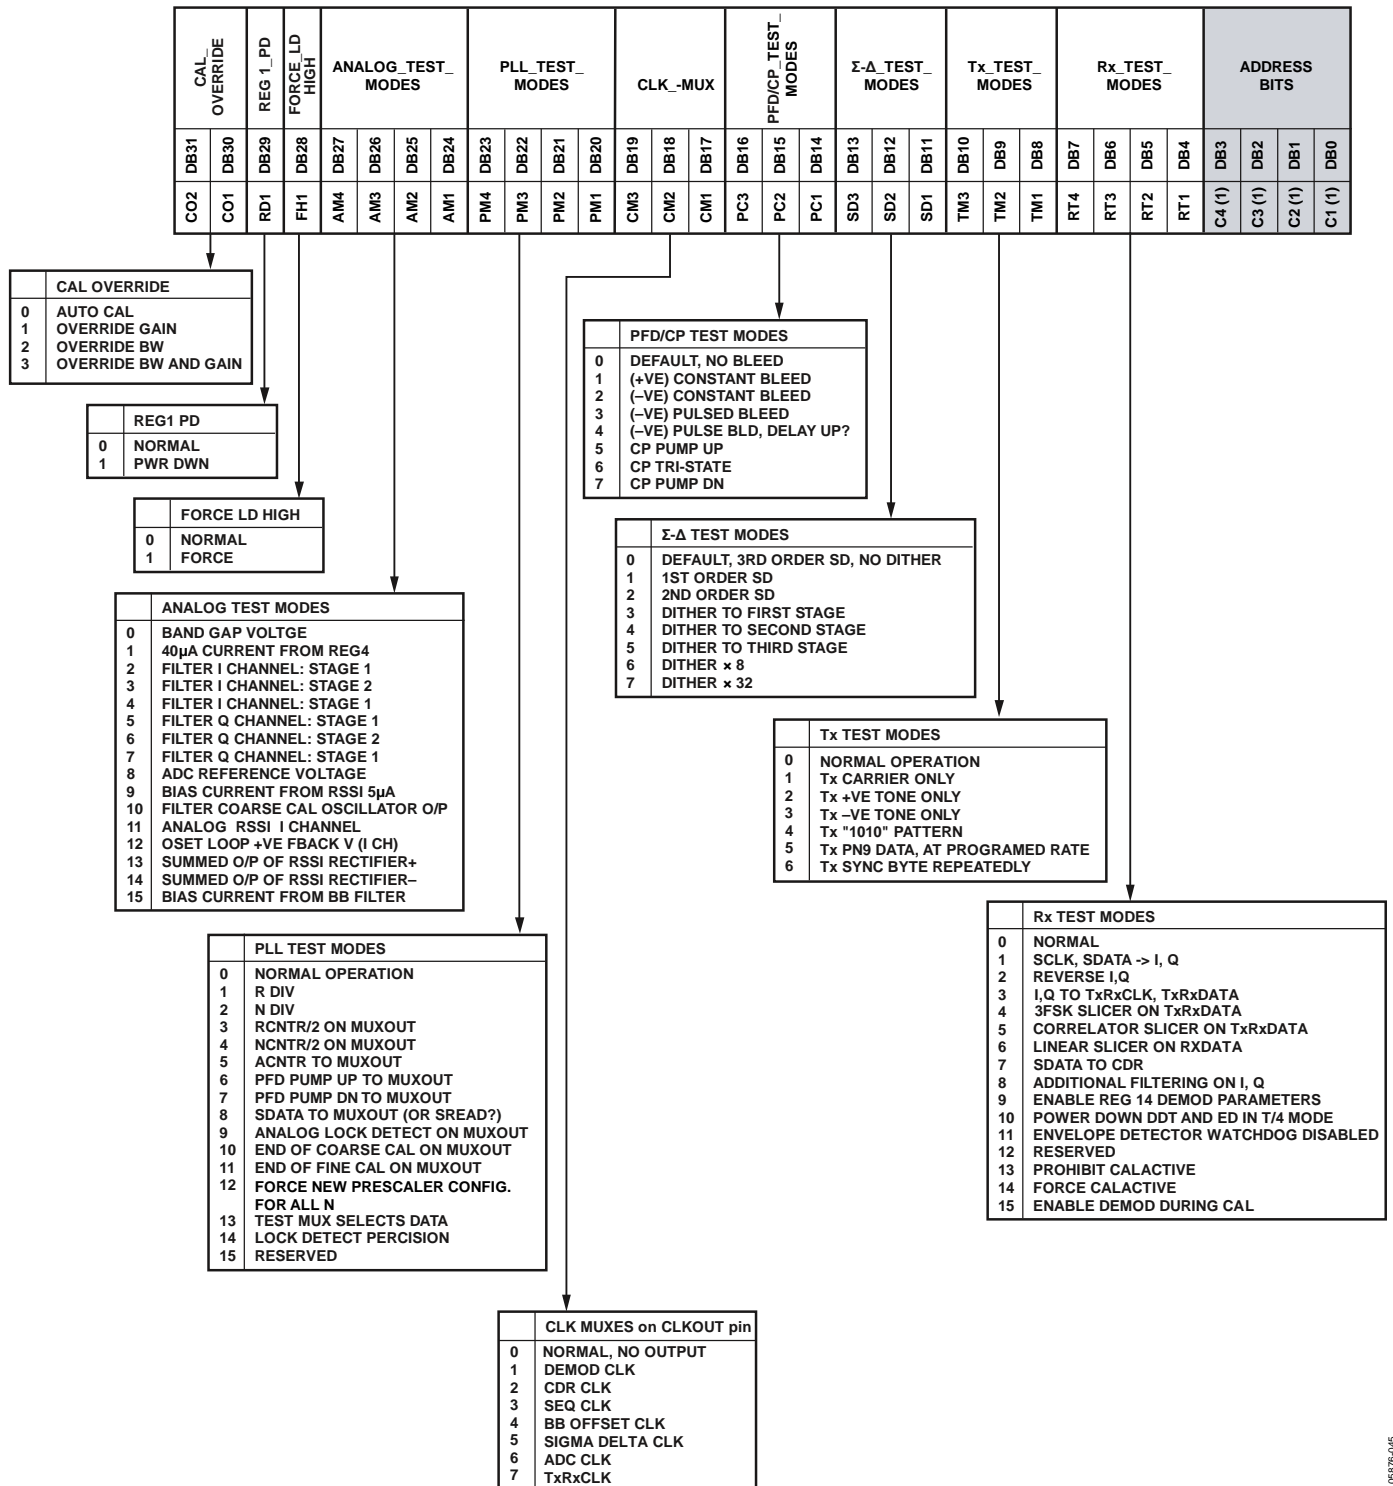 CAL_
OVERRIDE
REG 1_PD
FORCE_LD
HIGH
ANALOG_TEST_
MODES
PLL_TEST_
MODES
CLK_-MUX
PFD/CP_TEST_
MODES
Σ-Δ_TEST_
MODES
Tx_TEST_
MODES
Rx_TEST_
MODES
ADDRESS
BITS
DB31 DB30 DB29 DB28 DB27 DB26 DB25 DB24 DB23 DB22 DB21 DB20 DB19 DB18 DB17 DB16 DB15 DB14 DB13 DB12 DB11 DB10 DB9 DB8 DB7 DB6 DB5 DB4 DB3 DB2 DB1 DB0
CO2 CO1 RD1 FH1 AM4 AM3 AM2 AM1 PM4 PM3 PM2 PM1 CM3 CM2 CM1 PC3 PC2 PC1 SD3 SD2 SD1 TM3 TM2 TM1 RT4 RT3 RT2 RT1 C4 (1) C3 (1) C2 (1) C1 (1)
CAL OVERRIDE
0 AUTO CAL
1 OVERRIDE GAIN
2 OVERRIDE BW
3 OVERRIDE BW AND GAIN
REG1 PD
0 NORMAL
1 PWR DWN
FORCE LD HIGH
0 NORMAL
1 FORCE
ANALOG TEST MODES
0 BAND GAP VOLTGE
1 40µA CURRENT FROM REG4
2 FILTER I CHANNEL: STAGE 1
3 FILTER I CHANNEL: STAGE 2
4 FILTER I CHANNEL: STAGE 1
5 FILTER Q CHANNEL: STAGE 1
6 FILTER Q CHANNEL: STAGE 2
7 FILTER Q CHANNEL: STAGE 1
8 ADC REFERENCE VOLTAGE
9 BIAS CURRENT FROM RSSI 5µA
10 FILTER COARSE CAL OSCILLATOR O/P
11 ANALOG RSSI I CHANNEL
12 OSET LOOP +VE FBACK V (I CH)
13 SUMMED O/P OF RSSI RECTIFIER+
14 SUMMED O/P OF RSSI RECTIFIER–
15 BIAS CURRENT FROM BB FILTER
PLL TEST MODES
0 NORMAL OPERATION
1 R DIV
2 N DIV
3 RCNTR/2 ON MUXOUT
4 NCNTR/2 ON MUXOUT
5 ACNTR TO MUXOUT
6 PFD PUMP UP TO MUXOUT
7 PFD PUMP DN TO MUXOUT
8 SDATA TO MUXOUT (OR SREAD?)
9 ANALOG LOCK DETECT ON MUXOUT
10 END OF COARSE CAL ON MUXOUT
11 END OF FINE CAL ON MUXOUT
12 FORCE NEW PRESCALER CONFIG.
FOR ALL N
13 TEST MUX SELECTS DATA
14 LOCK DETECT PERCISION
15 RESERVED
CLK MUXES on CLKOUT pin
0 NORMAL, NO OUTPUT
1 DEMOD CLK
2 CDR CLK
3 SEQ CLK
4 BB OFFSET CLK
5 SIGMA DELTA CLK
6 ADC CLK
7 TxRxCLK
PFD/CP TEST MODES
0 DEFAULT, NO BLEED
1 (+VE) CONSTANT BLEED
2 (–VE) CONSTANT BLEED
3 (–VE) PULSED BLEED
4 (–VE) PULSE BLD, DELAY UP?
5 CP PUMP UP
6 CP TRI-STATE
7 CP PUMP DN
Σ-Δ TEST MODES
0 DEFAULT, 3RD ORDER SD, NO DITHER
1 1ST ORDER SD
2 2ND ORDER SD
3 DITHER TO FIRST STAGE
4 DITHER TO SECOND STAGE
5 DITHER TO THIRD STAGE
6 DITHER × 8
7 DITHER × 32
Tx TEST MODES
0 NORMAL OPERATION
1 Tx CARRIER ONLY
2 Tx +VE TONE ONLY
3 Tx –VE TONE ONLY
4 Tx "1010" PATTERN
5 Tx PN9 DATA, AT PROGRAMED RATE
6 Tx SYNC BYTE REPEATEDLY
Rx TEST MODES
0 NORMAL
1 SCLK, SDATA -> I, Q
2 REVERSE I,Q
3 I,Q TO TxRxCLK, TxRxDATA
4 3FSK SLICER ON TxRxDATA
5 CORRELATOR SLICER ON TxRxDATA
6 LINEAR SLICER ON RXDATA
7 SDATA TO CDR
8 ADDITIONAL FILTERING ON I, Q
9 ENABLE REG 14 DEMOD PARAMETERS
10 POWER DOWN DDT AND ED IN T/4 MODE
11 ENVELOPE DETECTOR WATCHDOG DISABLED
12 RESERVED
13 PROHIBIT CALACTIVE
14 FORCE CALACTIVE
15 ENABLE DEMOD DURING CAL
05876-045